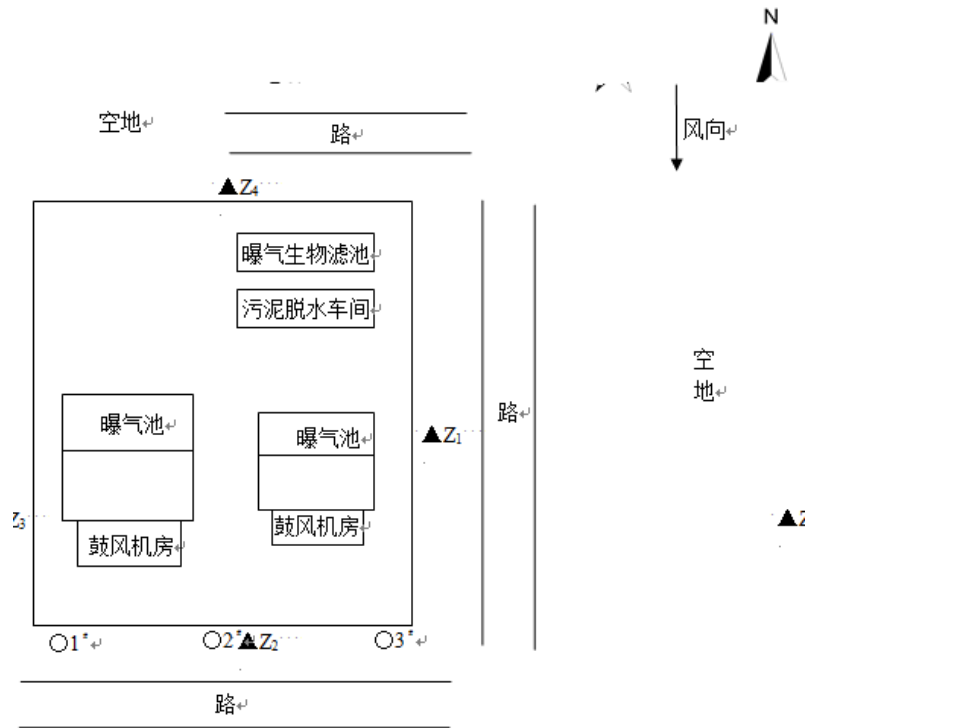 N
空地
路
风向
Z4
曝气生物滤池
污泥脱水车间
空
地
曝气池
曝气池
路
Z1
Z3
鼓风机房
鼓风机房
1#
2#
Z2
3#
路